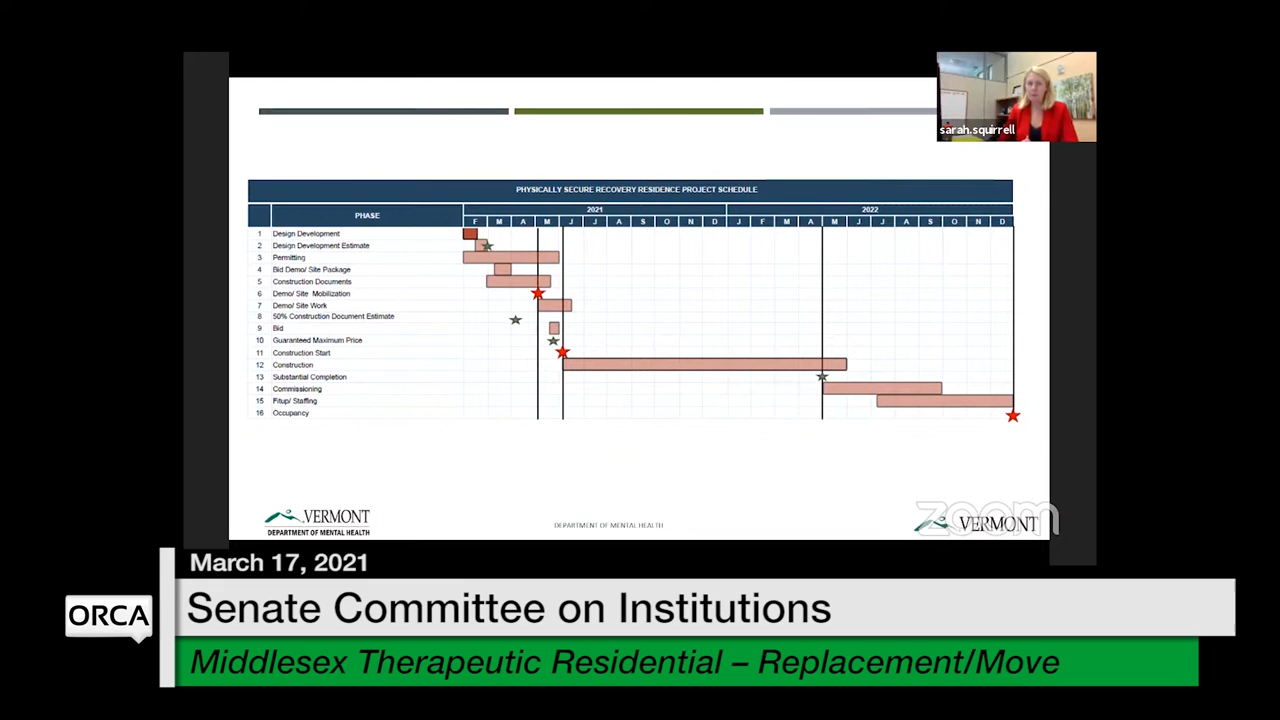 sarah.squirrell
PHYSICALLY SECURE RECOVERY RESIDENCE PROJECT SCHEDULE
PHASE
2021
2022
F M A M J J A S O N D J F M A M J J A S O N D
1 Design Development
2 Design Development Estimate
3 Permitting
4 Bid Demo/ Site Package
5 Construction Documents
6 Demo/ Site Mobilization
7 Demo/ Site Work
8 50% Construction Document Estimate
9 Bid
10 Guaranteed Maximum Price
11 Construction Start
12 Construction
13 Substantial Completion
14 Commissioning
15 Fitup/ Staffing
16 Occupancy
VERMONT
DEPARTMENT OF MENTAL HEALTH
DEPARTMENT OF MENTAL HEALTH
zoom
VERMONT
March 17, 2021
ORCA
Senate Committee on Institutions
Middlesex Therapeutic Residential – Replacement/Move